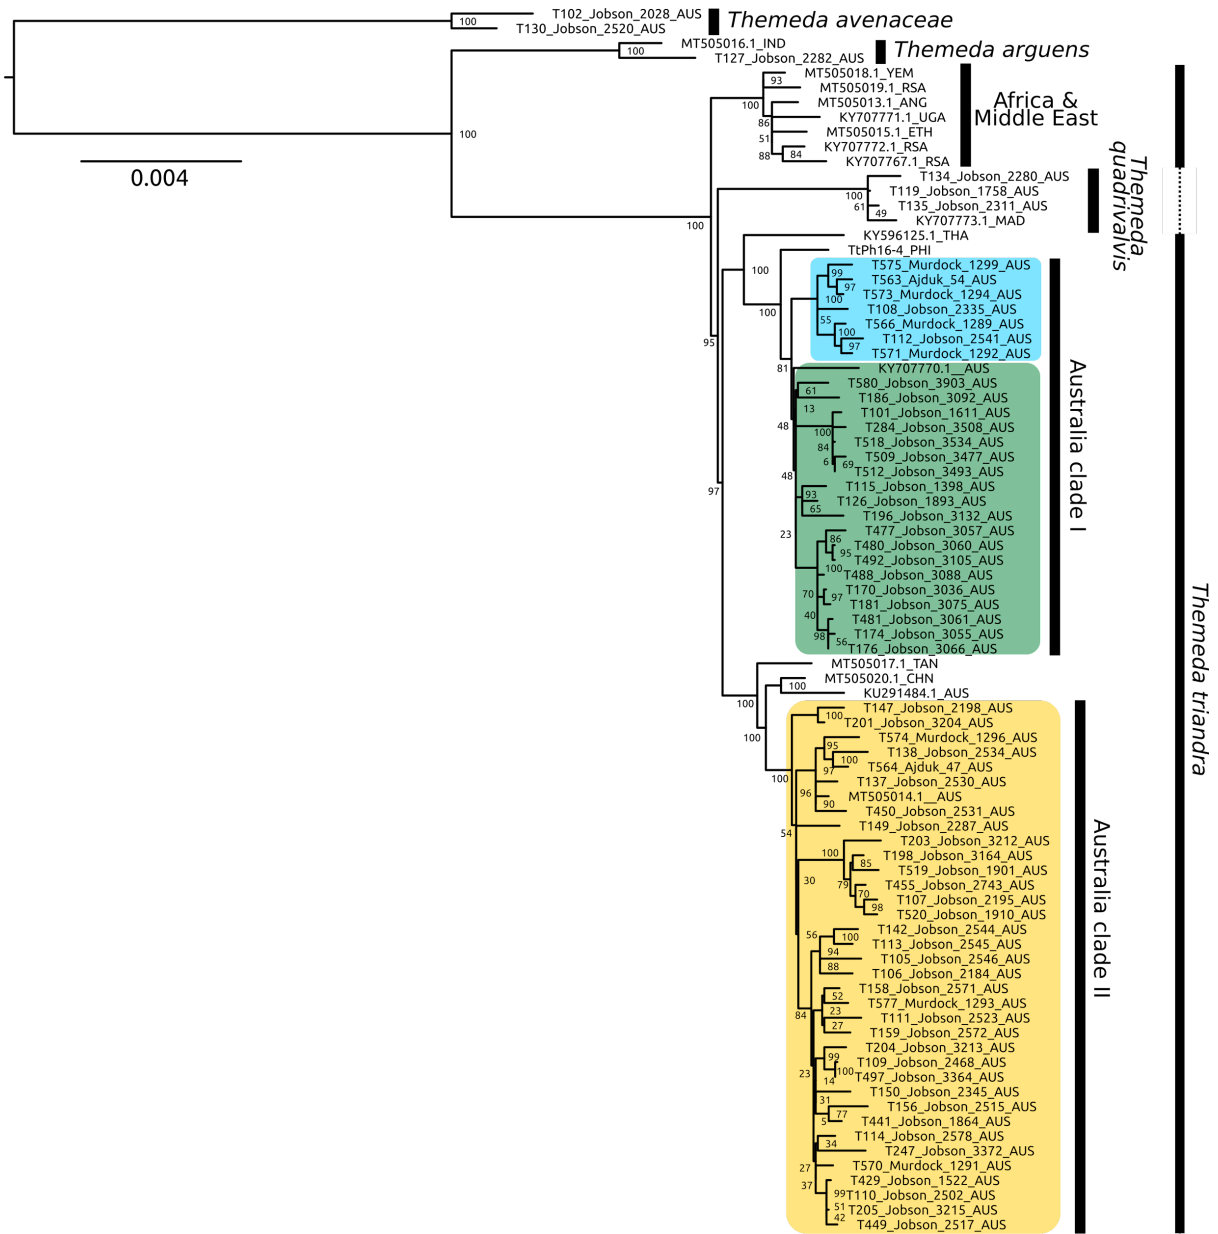 T102_Jobson_2028_AUS
100
T130_Jobson_2520_AUS
Themeda avenaceae
MT505016.1_IND
100
T127_Jobson_2282_AUS
Themeda arguens
100
0.004
MT505018.1_YEM
93
MT505019.1_RSA
100
MT505013.1_ANG
KY707771.1_UGA
86
MT505015.1_ETH
51
KY707772.1_RSA
88
84
KY707767.1_RSA
Africa &
Middle East
T134_Jobson_2280_AUS
T119_Jobson_1758_AUS
100
T135_Jobson_2311_AUS
61
49
KY707773.1_MAD
Themeda
quadrivalvis
100
KY596125.1_THA
TtPh16-4_PHI
100
100
T575_Murdock_1299_AUS
99
T563_Ajduk_54_AUS
97
T573_Murdock_1294_AUS
100
T108_Jobson_2335_AUS
55
T566_Murdock_1289_AUS
100
T112_Jobson_2541_AUS
97
T571_Murdock_1292_AUS
95
81
KY707770.1__AUS
T580_Jobson_3903_AUS
61
T186_Jobson_3092_AUS
13
T101_Jobson_1611_AUS
48
T284_Jobson_3508_AUS
100
T518_Jobson_3534_AUS
84
T509_Jobson_3477_AUS
6
69
T512_Jobson_3493_AUS
48
T115_Jobson_1398_AUS
93
T126_Jobson_1893_AUS
65
T196_Jobson_3132_AUS
97
23
T477_Jobson_3057_AUS
86
T480_Jobson_3060_AUS
95
T492_Jobson_3105_AUS
100
T488_Jobson_3088_AUS
T170_Jobson_3036_AUS
70
97
T181_Jobson_3075_AUS
40
T481_Jobson_3061_AUS
T174_Jobson_3055_AUS
98
56
T176_Jobson_3066_AUS
Australia clade I
MT505017.1_TAN
MT505020.1_CHN
100
KU291484.1_AUS
100
100
T147_Jobson_2198_AUS
100
T201_Jobson_3204_AUS
T574_Murdock_1296_AUS
95
T138_Jobson_2534_AUS
100
T564_Ajduk_47_AUS
97
100
T137_Jobson_2530_AUS
96
MT505014.1__AUS
90
T450_Jobson_2531_AUS
T149_Jobson_2287_AUS
54
T203_Jobson_3212_AUS
100
T198_Jobson_3164_AUS
85
T519_Jobson_1901_AUS
30
79
T455_Jobson_2743_AUS
70
T107_Jobson_2195_AUS
98
T520_Jobson_1910_AUS
T142_Jobson_2544_AUS
56
100
T113_Jobson_2545_AUS
94
T105_Jobson_2546_AUS
88
T106_Jobson_2184_AUS
T158_Jobson_2571_AUS
52
T577_Murdock_1293_AUS
23
84
T111_Jobson_2523_AUS
27
T159_Jobson_2572_AUS
T204_Jobson_3213_AUS
99
T109_Jobson_2468_AUS
100
23
T497_Jobson_3364_AUS
14
T150_Jobson_2345_AUS
31
T156_Jobson_2515_AUS
77
T441_Jobson_1864_AUS
5
T114_Jobson_2578_AUS
34
T247_Jobson_3372_AUS
27
T570_Murdock_1291_AUS
37
T429_Jobson_1522_AUS
99
T110_Jobson_2502_AUS
51
T205_Jobson_3215_AUS
42
T449_Jobson_2517_AUS
Australia clade II
Themeda triandra